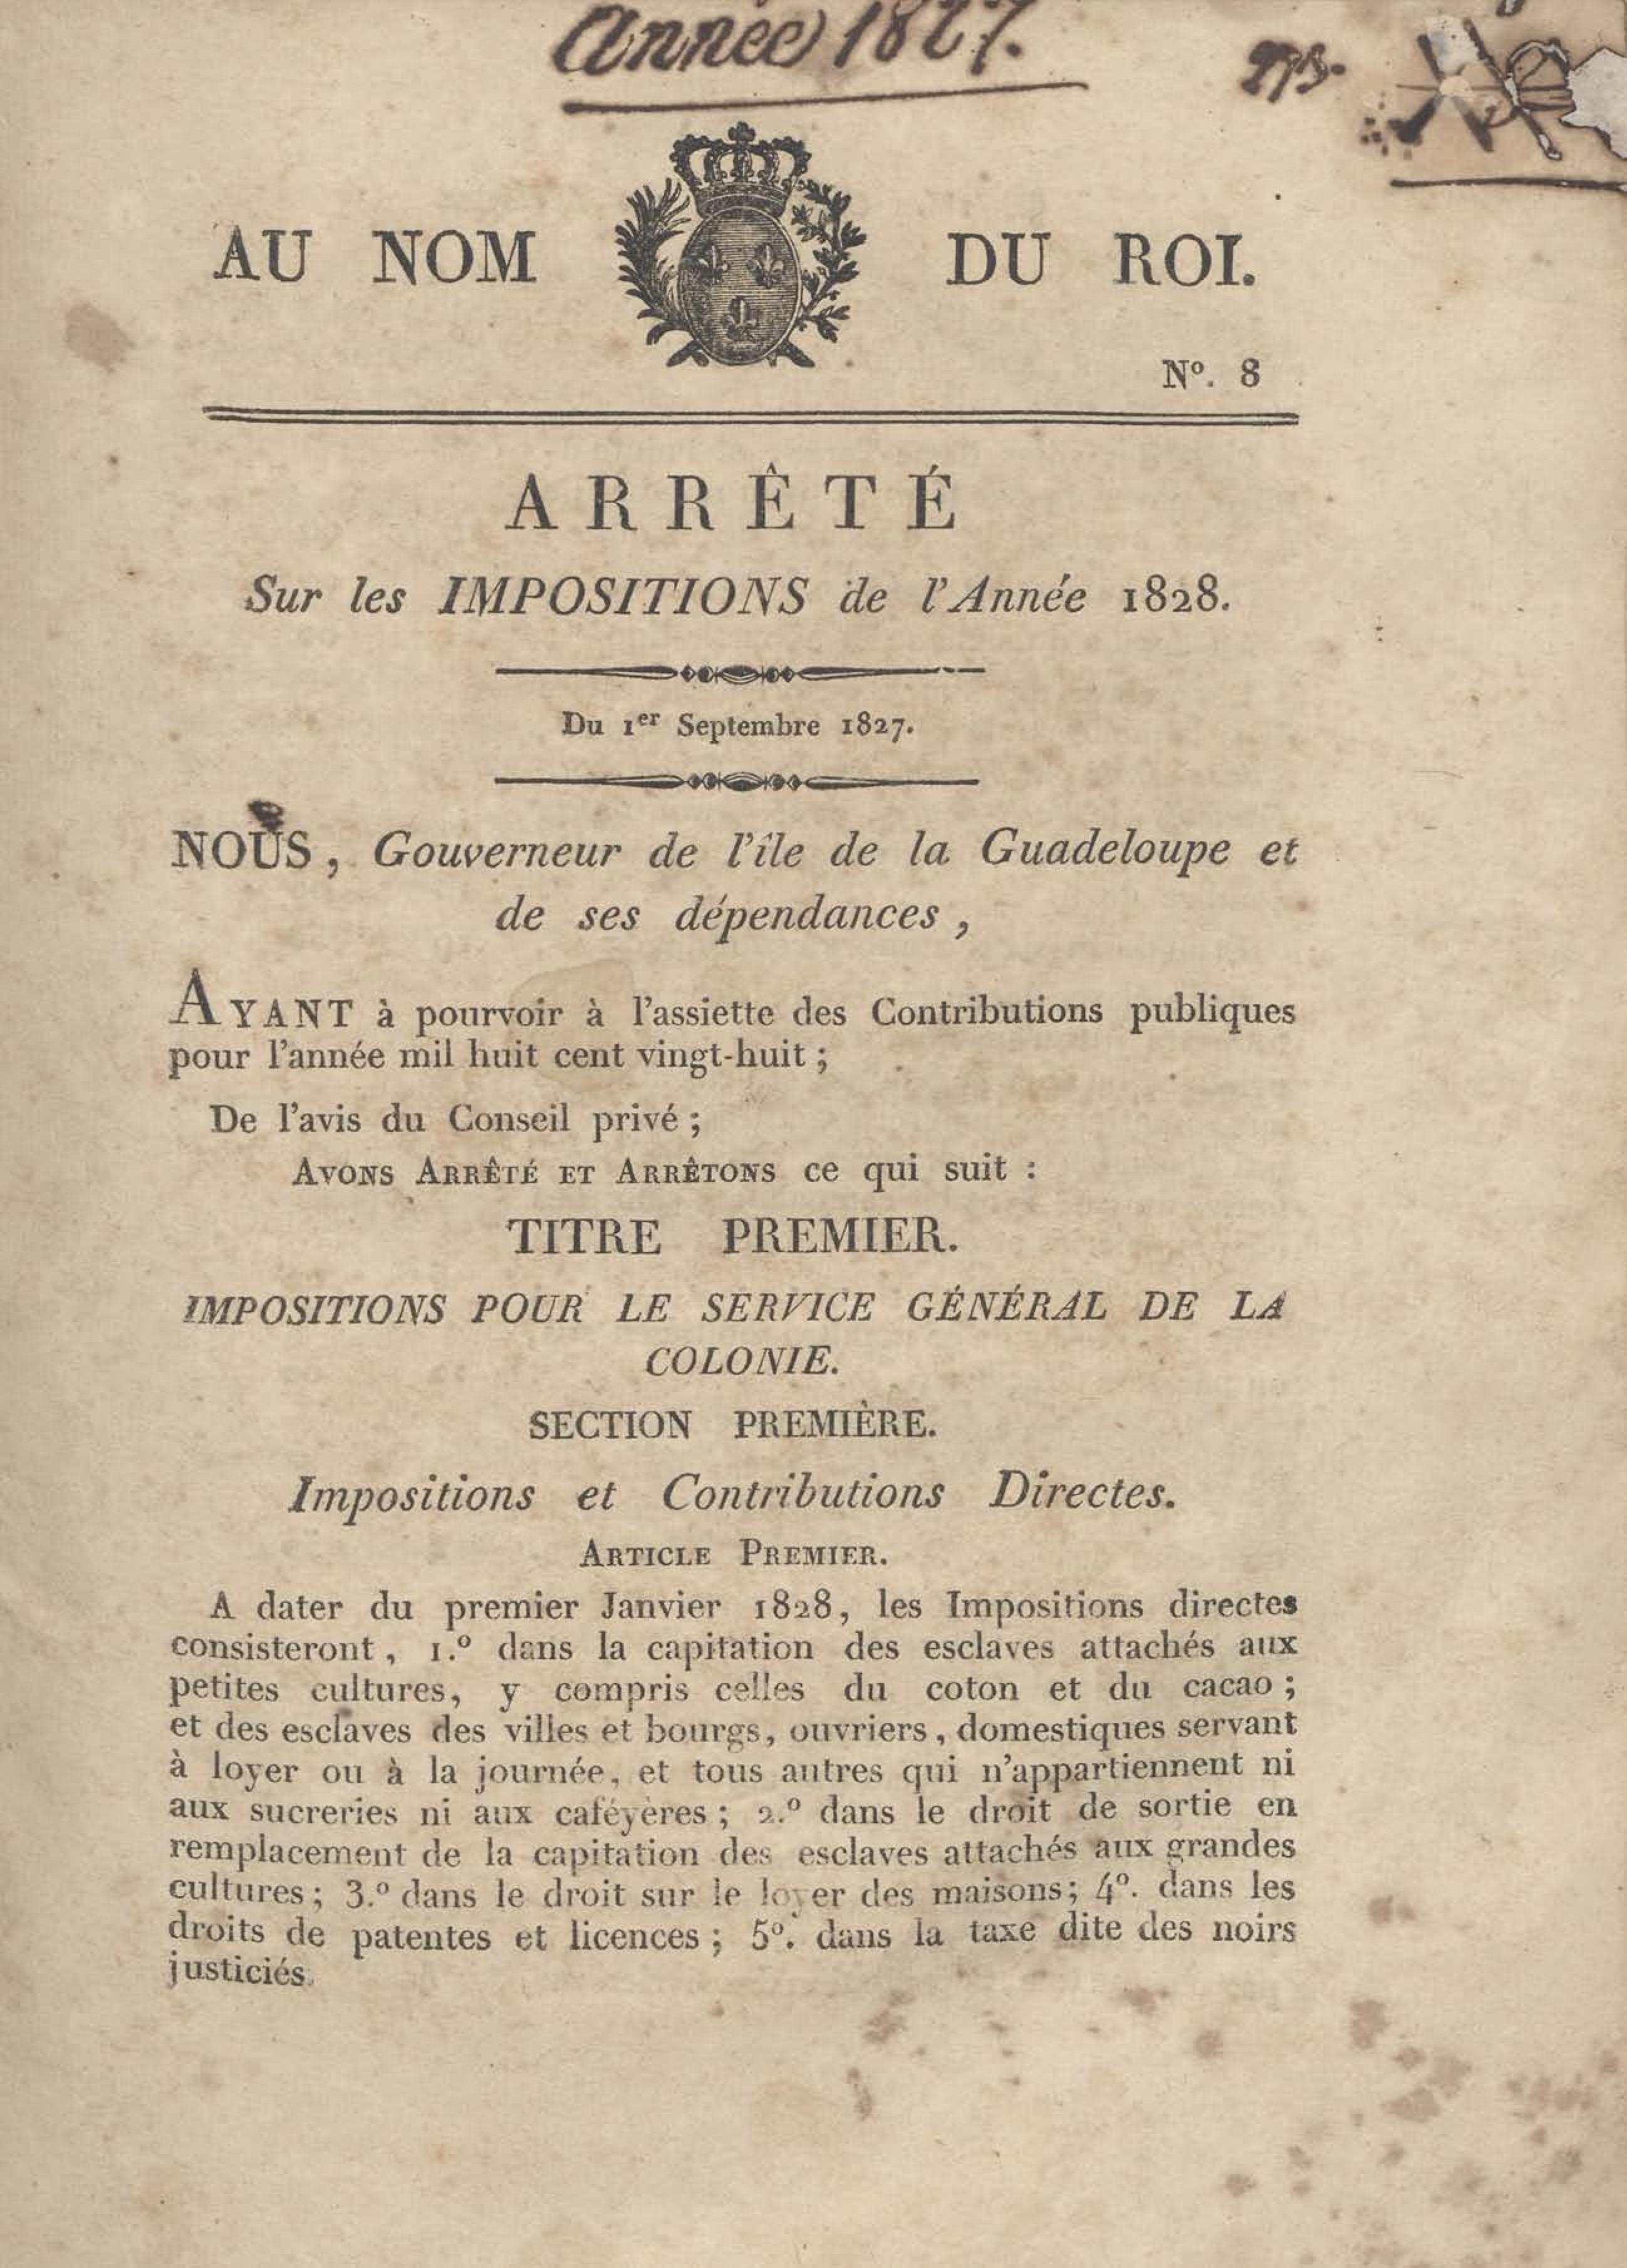 Année 1827.
AU NOM DU ROI.
Nº. 8
ARRÊTÉ
Sur les IMPOSITIONS de l'Année 1828.
Du 1er Septembre 1827.
NOUS, Gouverneur de l'île de la Guadeloupe et
de ses dépendances,
AYANT à pourvoir à l'assiette des Contributions publiques
pour l'année mil huit cent vingt-huit ;
De l'avis du Conseil privé ;
AVONS ARRÊTÉ ET ARRÊTONS ce qui suit :
TITRE PREMIER.
IMPOSITIONS POUR LE SERVICE GÉNÉRAL DE LA
COLONIE.
SECTION PREMIÈRE.
Impositions et Contributions Directes.
ARTICLE PREMIER.
A dater du premier Janvier 1828, les Impositions directes
consisteront, 1.º dans la capitation des esclaves attachés aux
petites cultures, y compris celles du coton et du cacao ;
et des esclaves des villes et bourgs, ouvriers, domestiques servant
à loyer ou à la journée, et tous autres qui n'appartiennent ni
aux sucreries ni aux caféyères ; 2.º dans le droit de sortie en
remplacement de la capitation des esclaves attachés aux grandes
cultures ; 3.º dans le droit sur le loyer des maisons ; 4º. dans les
droits de patentes et licences ; 5º. dans la taxe dite des noirs
justiciés.